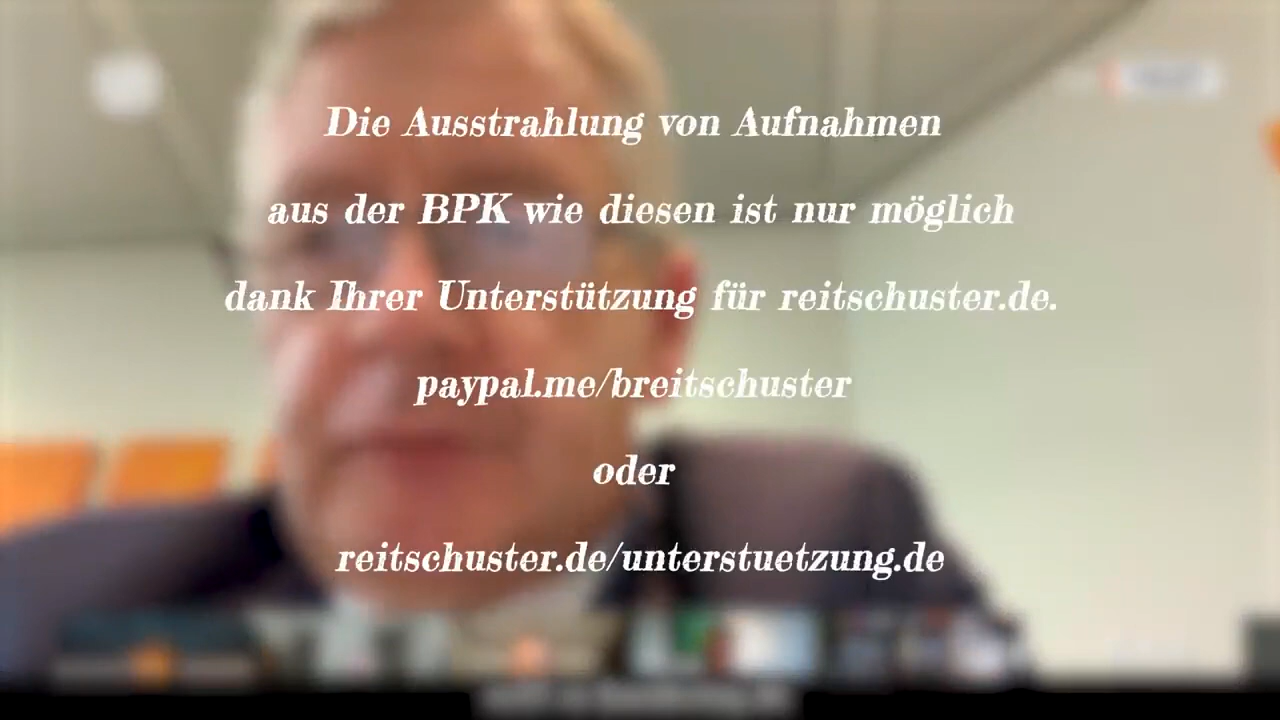 Die Ausstrahlung von Aufnahmen
aus der BPK wie diesen ist nur möglich
dank Ihrer Unterstützung für reitschuster.de.
paypal.me/breitschuster
oder
reitschuster.de/unterstuetzung.de